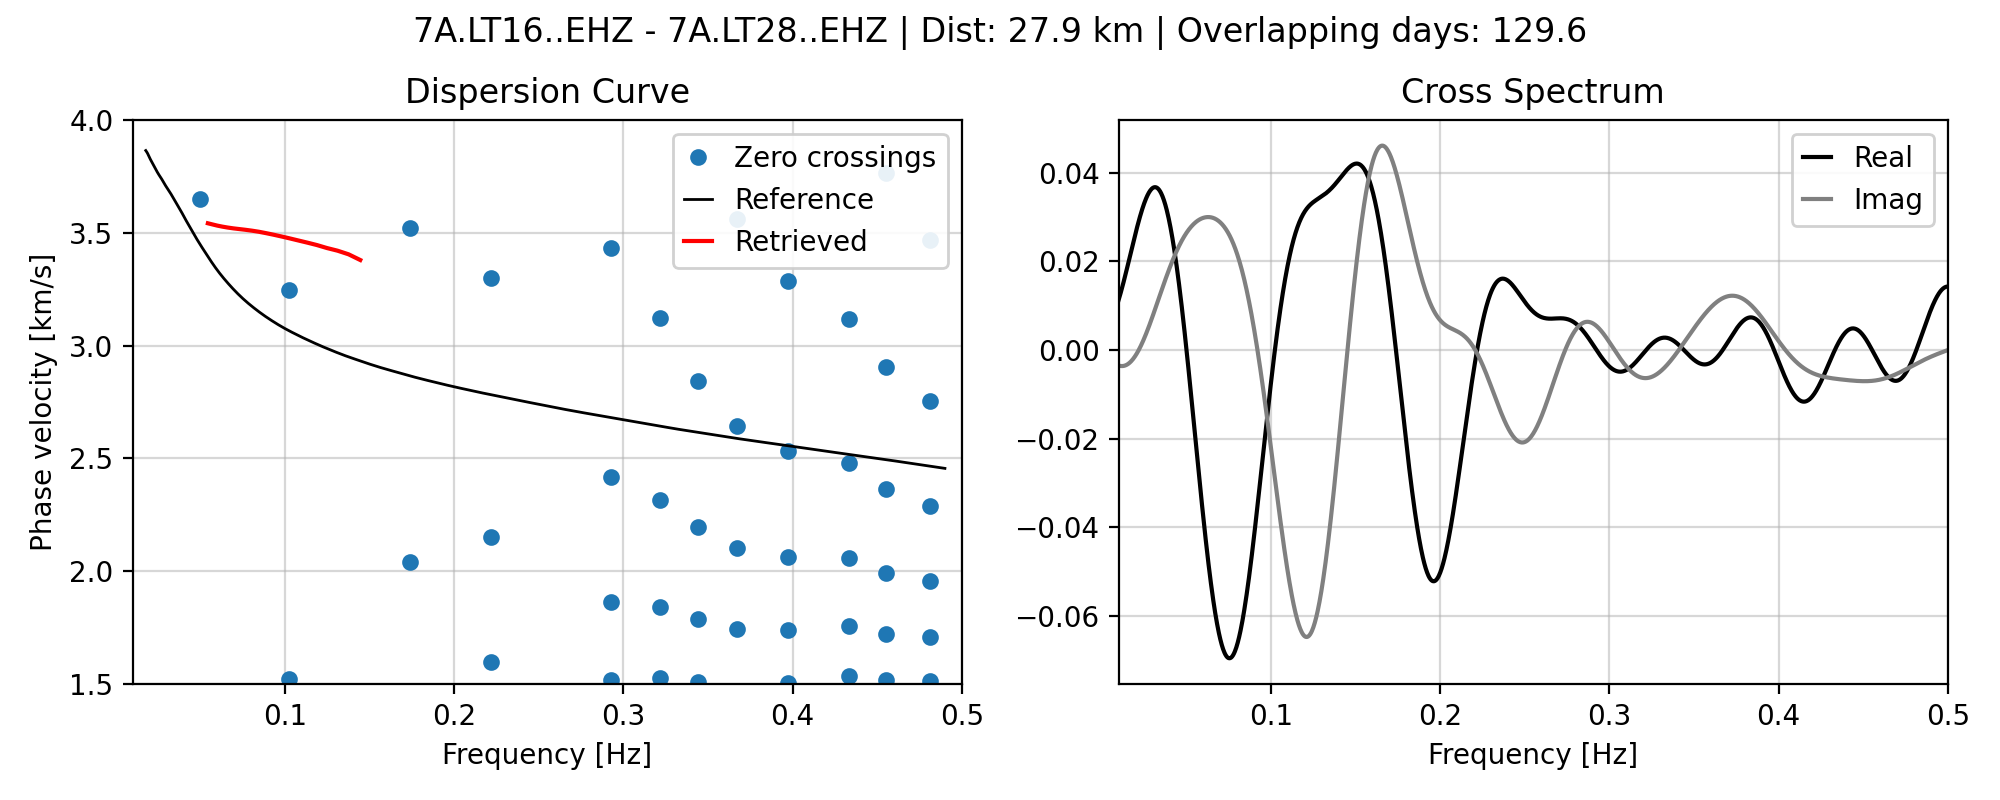 7A.LT16..EHZ - 7A.LT28..EHZ | Dist: 27.9 km | Overlapping days: 129.6
Dispersion Curve
4.0
3.5
3.0
2.5
2.0
1.5
0.1
0.2
0.3
0.4
0.5
Phase velocity [km/s]
Frequency [Hz]
Zero crossings
Reference
Retrieved
Cross Spectrum
0.04
0.02
0.00
−0.02
−0.04
−0.06
0.1
0.2
0.3
0.4
0.5
Frequency [Hz]
Real
Imag